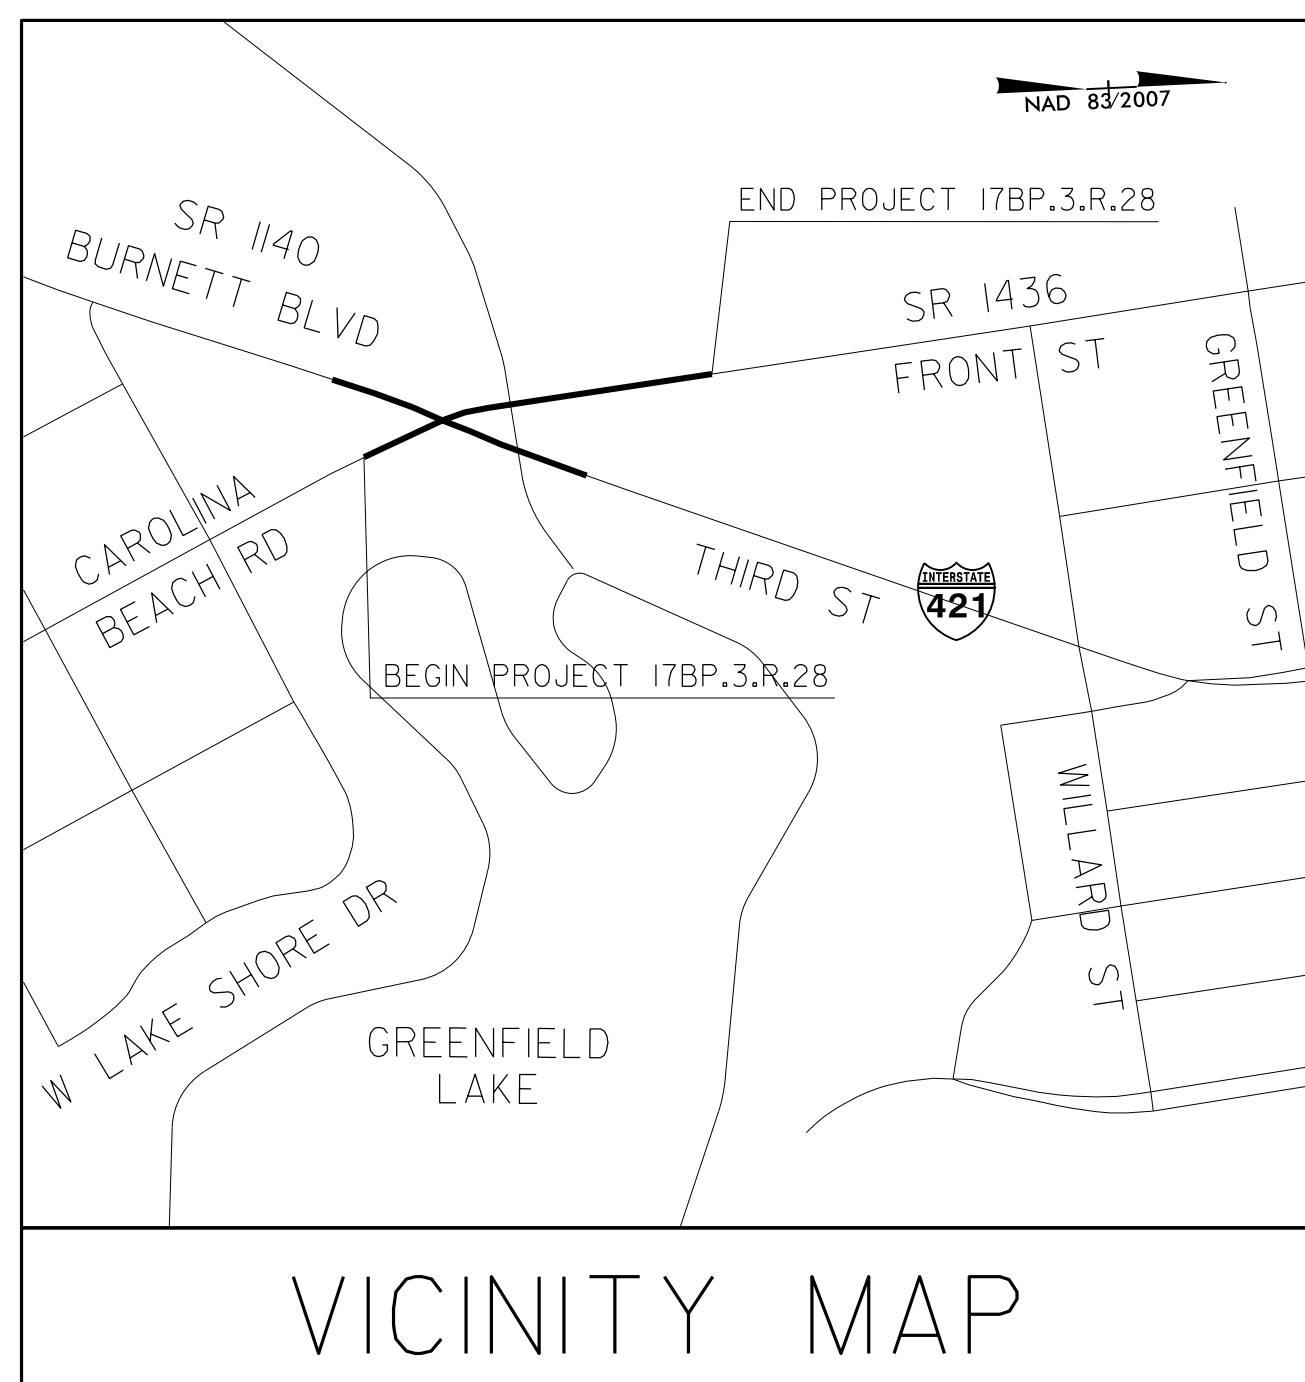 NAD 83/2007
END PROJECT 17BP.3.R.28
SR 1140
BURNETT BLVD
SR 1436
FRONT ST
GREENFIELD ST
CAROLINA
BEACH RD
THIRD ST
INTERSTATE
421
BEGIN PROJECT 17BP.3.R.28
WILLARD ST
W LAKE SHORE DR
GREENFIELD
LAKE
VICINITY MAP